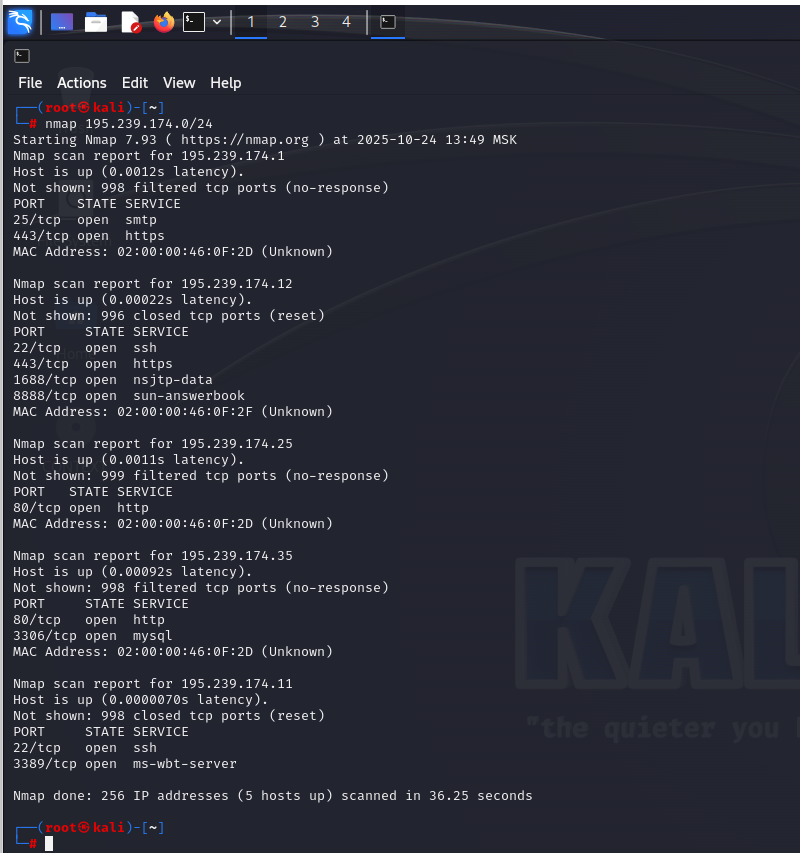 1 2 3 4
File Actions Edit View Help
┌──(root㉿kali)-[~]
└─# nmap 195.239.174.0/24
Starting Nmap 7.93 ( https://nmap.org ) at 2025-10-24 13:49 MSK
Nmap scan report for 195.239.174.1
Host is up (0.0012s latency).
Not shown: 998 filtered tcp ports (no-response)
PORT    STATE SERVICE
25/tcp  open  smtp
443/tcp open  https
MAC Address: 02:00:00:46:0F:2D (Unknown)

Nmap scan report for 195.239.174.12
Host is up (0.00022s latency).
Not shown: 996 closed tcp ports (reset)
PORT     STATE SERVICE
22/tcp   open  ssh
443/tcp  open  https
1688/tcp open  nsjtp-data
8888/tcp open  sun-answerbook
MAC Address: 02:00:00:46:0F:2F (Unknown)

Nmap scan report for 195.239.174.25
Host is up (0.0011s latency).
Not shown: 999 filtered tcp ports (no-response)
PORT   STATE SERVICE
80/tcp open  http
MAC Address: 02:00:00:46:0F:2D (Unknown)

Nmap scan report for 195.239.174.35
Host is up (0.00092s latency).
Not shown: 998 filtered tcp ports (no-response)
PORT     STATE SERVICE
80/tcp   open  http
3306/tcp open  mysql
MAC Address: 02:00:00:46:0F:2D (Unknown)

Nmap scan report for 195.239.174.11
Host is up (0.0000070s latency).
Not shown: 998 closed tcp ports (reset)
PORT     STATE SERVICE
22/tcp   open  ssh
3389/tcp open  ms-wbt-server

Nmap done: 256 IP addresses (5 hosts up) scanned in 36.25 seconds

┌──(root㉿kali)-[~]
└─#
KAL
"the quieter you